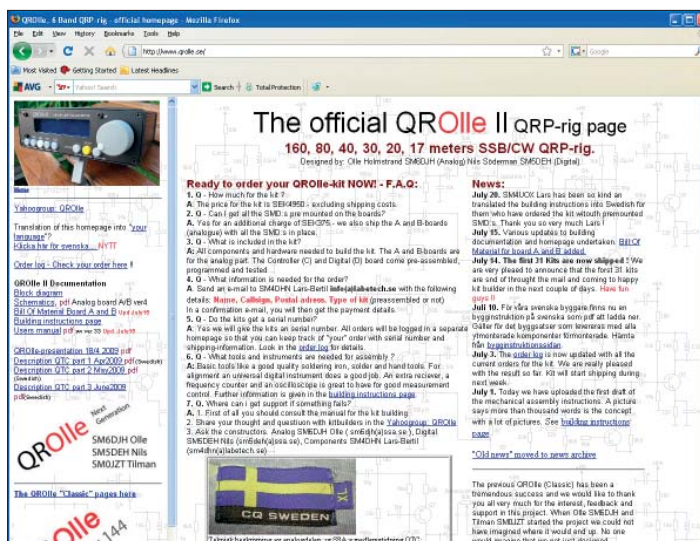 QROlle, 6 Band QRP-rig - official homepage - Mozilla Firefox
File Edit View History Bookmarks Tools Help
http://www.qrolle.se/
Google
Most Visited Getting Started Latest Headlines
AVG Yahoo! Search Search Total Protection
Home
Yahoogroup: QROlle
Translation of this homepage into "your
language"?
Klicka här för svenska... NYTT
Order log - Check your order here !!
QROlle II Documentation
Block diagram
Schematics. pdf Analog board A/B ver4
Bill Of Material Board A and B Upd July15
Building instructions page
Users manual pdf Upd July15
QROlle-presentation 18/4 2009 pdf
Description QTC part 1 Apr2009 pdf(Swedish)
(Swedish)
Description QTC part 2 May2009 pdf
(Swedish)
Description QTC part 3 June2009
pdf(Swedish)
QROlle Next
Generation
SM6DJH Olle
SM5DEH Nils
SM0JZT Tilman
The QROlle "Classic" pages here
Olle 144
The official QROlle II QRP-rig page
160, 80, 40, 30, 20, 17 meters SSB/CW QRP-rig.
Designed by: Olle Holmstrand SM6DJH (Analog) Nils Soderman SM5DEH (Digital)
Ready to order your QROlle-kit NOW! - F.A.Q:
1. Q - How much for the kit ?
A: The price for the kit is SEK4950 - excluding shipping costs.
2. Q - Can I get all the SMD:s pre mounted on the boards?
A. Yes for an additional charge of SEK375.- we also ship the A and B-boards
(analogue) with all the SMD:s in place.
3. Q - What is included in the kit?
A: All components and hardware needed to build the kit. The A and B-boards are
for the analog part. The Controller (C) and Digital (D) board come pre-assembled,
programmed and tested.
4. Q - What information is needed for the order?
A. Send an e-mail to SM4DHN Lars-Bertil info(a)labetech.se with the following
details: Name, Callsign, Postal adress, Type of kit (preassembled or not)
In a confirmation e-mail, you will then get the payment details.
5. Q - Do the kits get a serial number?
A: Yes we will give the kits an serial number. All orders will be logged in a separate
homepage so that you can keep track of "your" order with serial number and
shipping-information. Look in the order log for details.
6. Q - What tools and instruments are needed for assembly ?
A: Basic tools like a good quality soldering iron, solder and hand tools. For
alignment an universal digital instrument does a good job. An extra reciever, a
frequency counter and an oscilloscope is great to have for good measurement
control. Further information is given in the building instructions page.
7. Q. Where can i get support if something fails?
A. 1. First of all you should consult the manual for the kit building.
2. Share your thought and questiuon with kitbuilders in the Yahoogroup: QROlle
3. Ask the constructors. Analog SM6DJH Olle ( sm6djh(a)ssa.se ), Digital
SM5DEH Nils (sm5deh(a)ssa.se ), Components SM4DHN Lars-Bertil
(sm4dhn(a)labetech.se)
CQ SWEDEN
XL
News:
July 20. SM4UOX Lars has been so kind an
translated the building instructions into Swedish for
them who have ordered the kit witouth premounted
SMD:s. Thank you so very much Lars !
July 15. Various updates to building
documentation and homepage undertaken. Bill Of
Material for board A and B added.
July 14. The first 31 Kits are now shipped ! We
are very pleased to announce that the forst 31 kits
are end of throught the mail and coming to happy
kit builder in the next couple of days. Have fun
guys !!
Juli 10. För våra svenska byggare finns nu en
byggnstruktion på svenska som pdf att ladda ner.
Gäller för det byggsatser som levereras med alla
ytmonterade komponenter förmonterade. Hämta
från byggnstruktionssidan
July 3. The order log is now updated with all the
current orders for the kit. We are really pleased
with the result so far. Kit will start shipping during
next week.
July 1. Today we have uploaded the first draft of
the mechanical assembly instructions. A picture
says more than thousand words is the concept
with a lot of pictures. See building instructions
page.
"Old news" moved to news archive
The previous QROlle (Classic) has been a
tremendous success and we would like to thank
you all very much for the interest, feedback and
support in this project. When Olle SM6DJH and
Tilman SM0JZT started the project we could not
have imagined where it would end up. No one